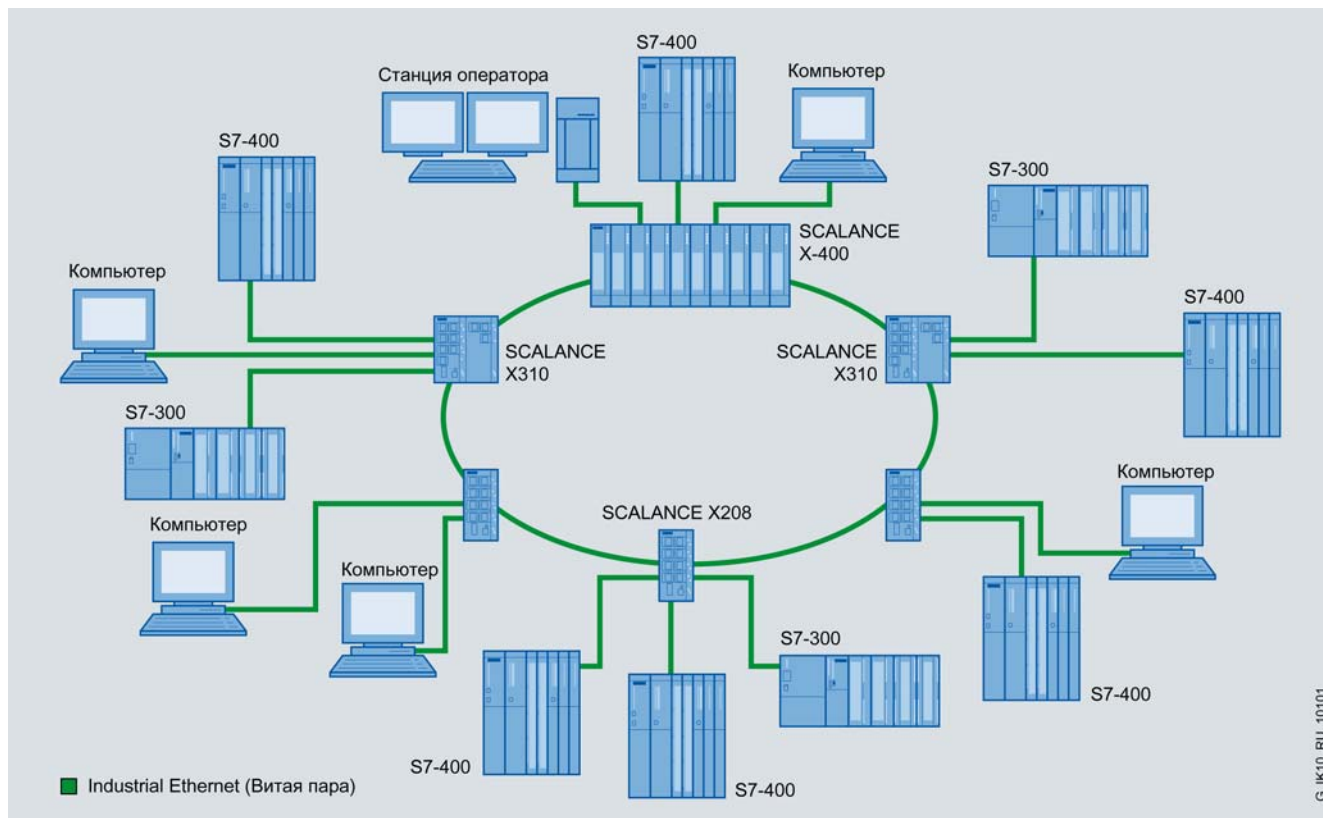 S7-400
Станция оператора
Компьютер
S7-400
S7-300
SCALANCE
X-400
Компьютер
S7-400
SCALANCE
X310
SCALANCE
X310
S7-300
Компьютер
Компьютер
SCALANCE X208
Компьютер
S7-300
S7-400
S7-400
S7-400
Industrial Ethernet (Витая пара)
G_IK10_RU_10101